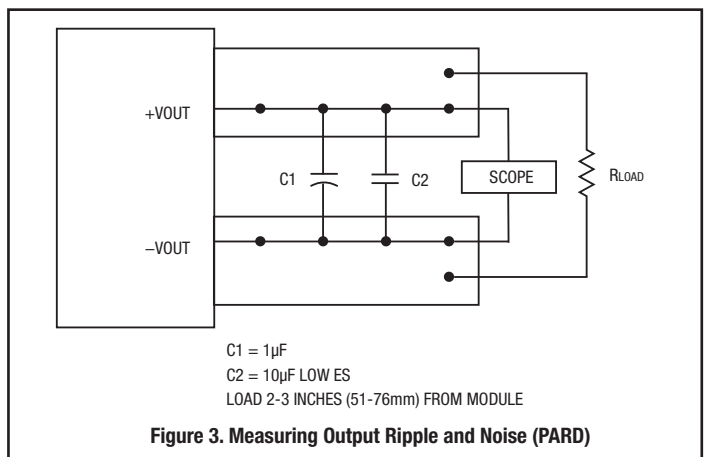 +VOUT
C1
C2
SCOPE
RLOAD
−VOUT
C1 = 1µF
C2 = 10µF LOW ES
LOAD 2-3 INCHES (51-76mm) FROM MODULE
Figure 3. Measuring Output Ripple and Noise (PARD)